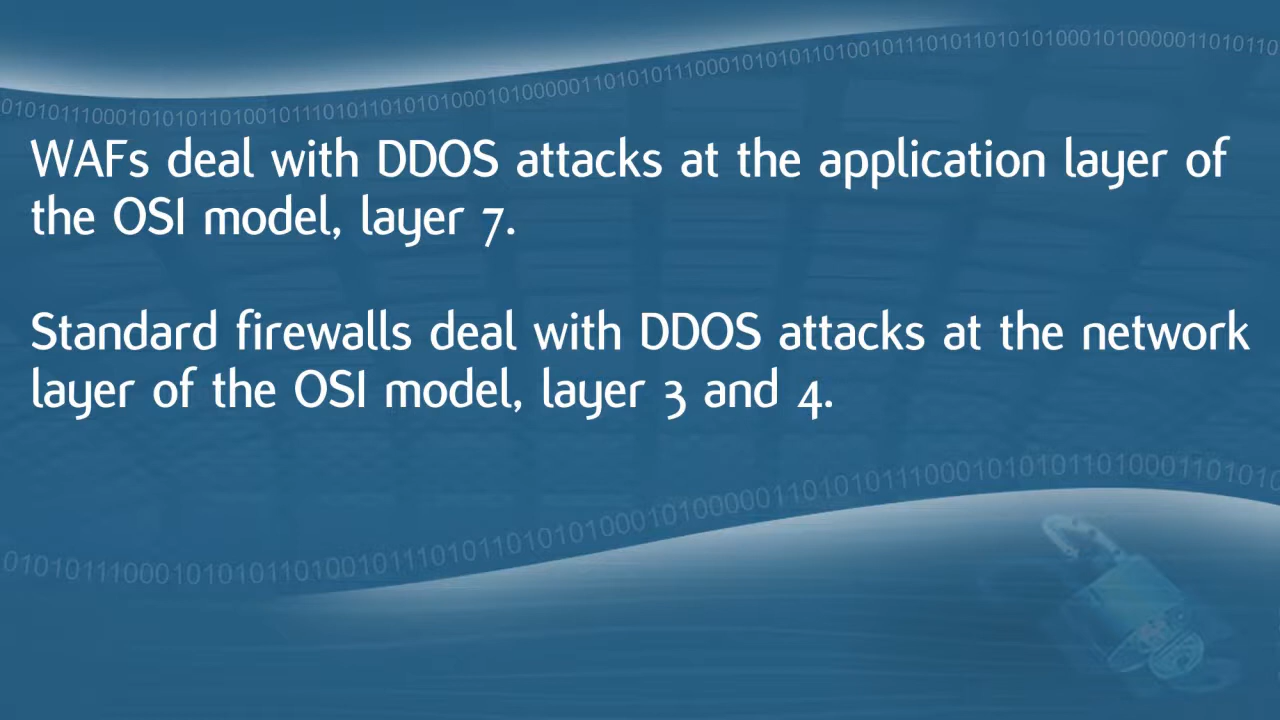 WAFs deal with DDOS attacks at the application layer of
the OSI model, layer 7.
Standard firewalls deal with DDOS attacks at the network
layer of the OSI model, layer 3 and 4.